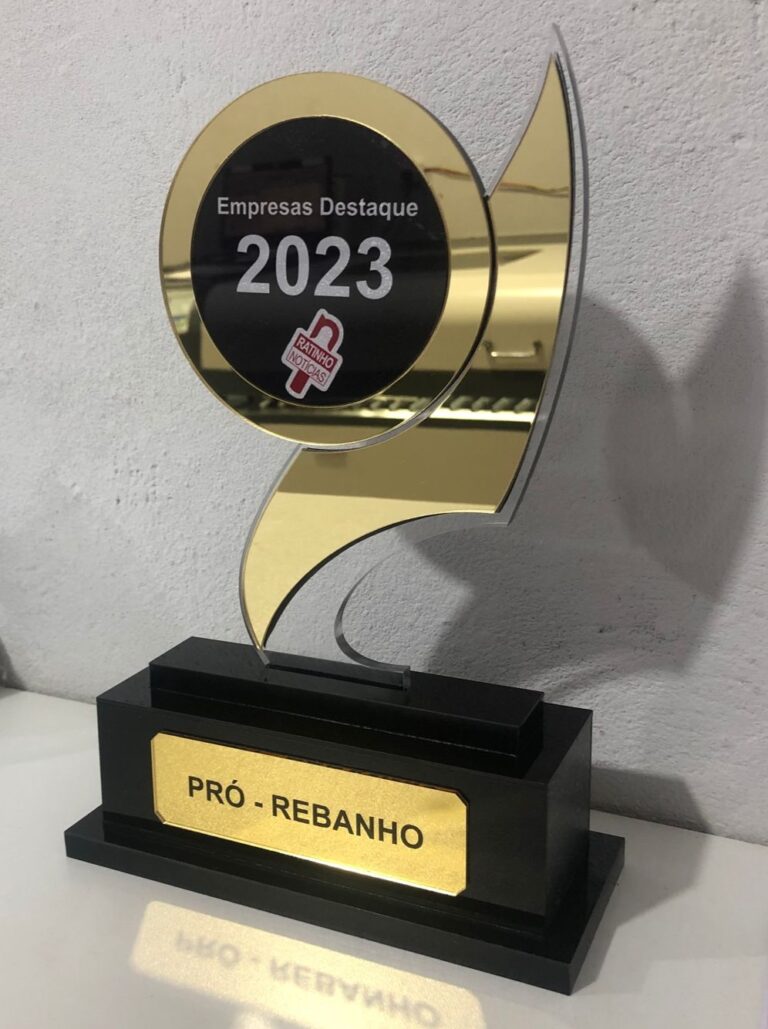 Empresas Destaque
2023
RATINHO
NOTÍCIAS
PRÓ - REBANHO